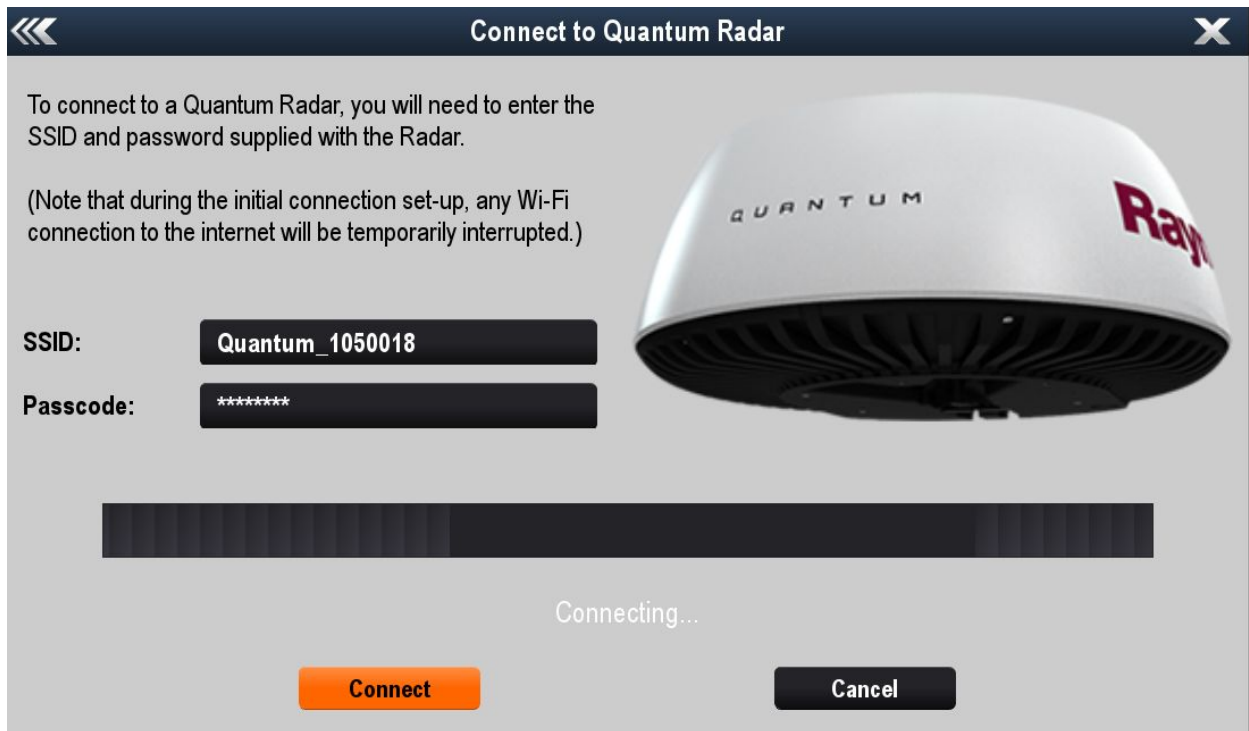 Connect to Quantum Radar
To connect to a Quantum Radar, you will need to enter the
SSID and password supplied with the Radar.
(Note that during the initial connection set-up, any Wi-Fi
connection to the internet will be temporarily interrupted.)
QUANTUM
Ray
SSID:
Quantum_1050018
Passcode:
********
Connecting...
Connect
Cancel